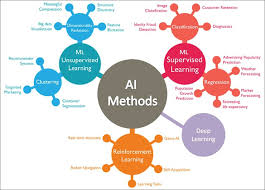 Meaningful
Compression
Structure
Discovery
Big data
Visualisation
Dimensionality
Reduction
Feature
Elicitation
Recommender
Systems
Clustering
Targeted
Marketing
Customer
Segmentation
ML
Unsupervised
Learning
Image
Classification
Identity Fraud
Detection
Classification
Customer
Retention
Diagnostics
ML
Supervised
Learning
Advertising Popularity
Prediction
Weather
Forecasting
Regression
Population
Growth
Prediction
Market
Forecasting
Estimating
life expectancy
AI
Methods
Deep
Learning
Reinforcement
Learning
Real-time decisions
Game AI
Robot Navigation
Skill Acquisition
Learning Tasks